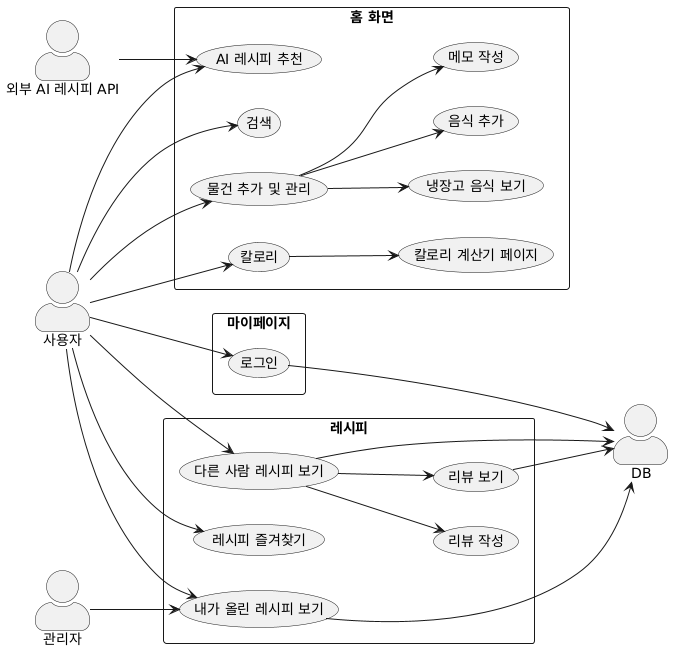 홈 화면
외부 AI 레시피 API
AI 레시피 추천
메모 작성
검색
음식 추가
물건 추가 및 관리
냉장고 음식 보기
칼로리
칼로리 계산기 페이지
사용자
마이페이지
로그인
레시피
다른 사람 레시피 보기
리뷰 보기
DB
레시피 즐겨찾기
리뷰 작성
내가 올린 레시피 보기
관리자